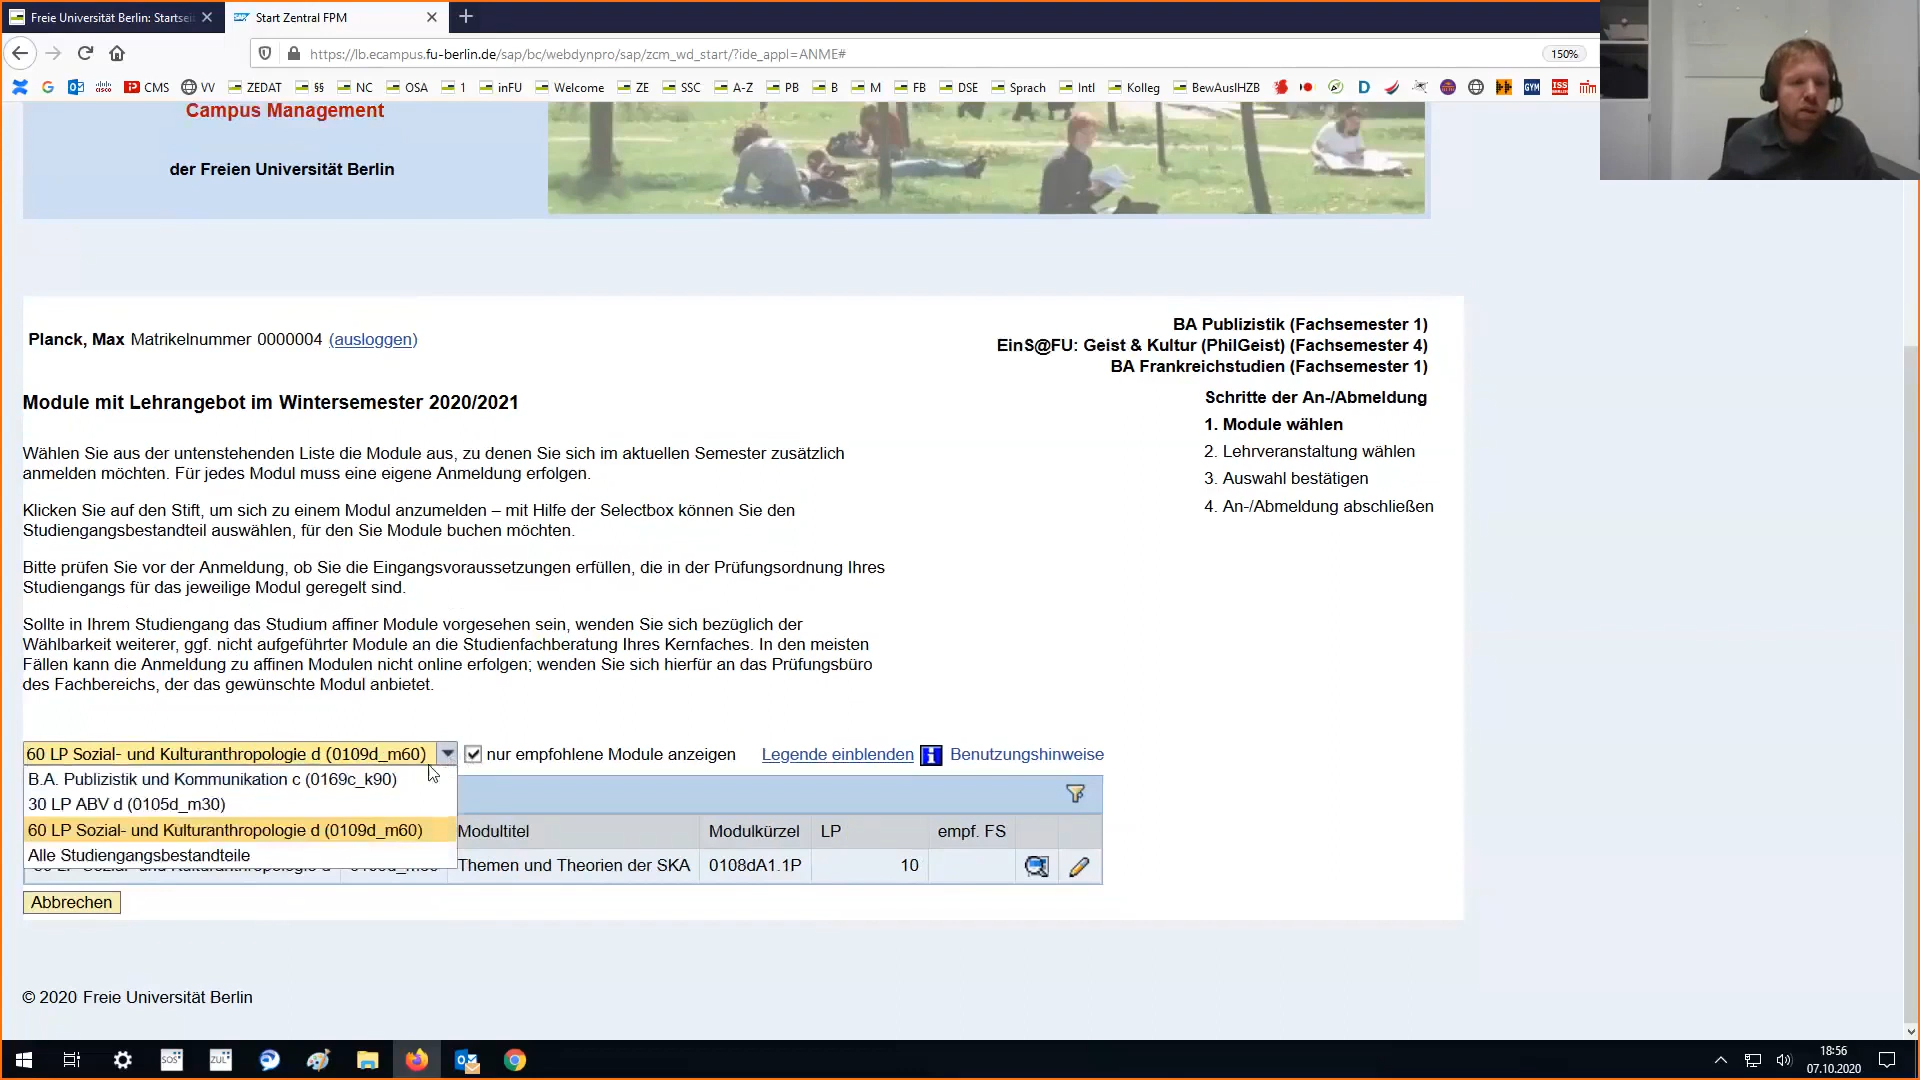 Freie Universität Berlin: Startsei
Start Zentral FPM
https://lb.ecampus.fu-berlin.de/sap/bc/webdynpro/sap/zcm_wd_start/?ide_appl=ANME#
150%
CMS VV ZEDAT §§ NC OSA 1 inFU Welcome ZE SSC A-Z PB B M FB DSE Sprach Intl Kolleg BewAusIHZB
Campus Management
der Freien Universität Berlin
Planck, Max Matrikelnummer 0000004 (ausloggen)
BA Publizistik (Fachsemester 1)
EinS@FU: Geist & Kultur (PhilGeist) (Fachsemester 4)
BA Frankreichstudien (Fachsemester 1)
Module mit Lehrangebot im Wintersemester 2020/2021
Schritte der An-/Abmeldung
1. Module wählen
2. Lehrveranstaltung wählen
3. Auswahl bestätigen
4. An-/Abmeldung abschließen
Wählen Sie aus der untenstehenden Liste die Module aus, zu denen Sie sich im aktuellen Semester zusätzlich
anmelden möchten. Für jedes Modul muss eine eigene Anmeldung erfolgen.
Klicken Sie auf den Stift, um sich zu einem Modul anzumelden – mit Hilfe der Selectbox können Sie den
Studiengangsbestandteil auswählen, für den Sie Module buchen möchten.
Bitte prüfen Sie vor der Anmeldung, ob Sie die Eingangsvoraussetzungen erfüllen, die in der Prüfungsordnung Ihres
Studiengangs für das jeweilige Modul geregelt sind.
Sollte in Ihrem Studiengang das Studium affiner Module vorgesehen sein, wenden Sie sich bezüglich der
Wählbarkeit weiterer, ggf. nicht aufgeführter Module an die Studienfachberatung Ihres Kernfaches. In den meisten
Fällen kann die Anmeldung zu affinen Modulen nicht online erfolgen; wenden Sie sich hierfür an das Prüfungsbüro
des Fachbereichs, der das gewünschte Modul anbietet.
60 LP Sozial- und Kulturanthropologie d (0109d_m60) nur empfohlene Module anzeigen Legende einblenden Benutzungshinweise
B.A. Publizistik und Kommunikation c (0169c_k90)
30 LP ABV d (0105d_m30)
60 LP Sozial- und Kulturanthropologie d (0109d_m60)
Alle Studiengangsbestandteile
Modultitel Modulkürzel LP empf. FS
Themen und Theorien der SKA 0108dA1.1P 10
Abbrechen
© 2020 Freie Universität Berlin
SOS ZUL
18:56
07.10.2020